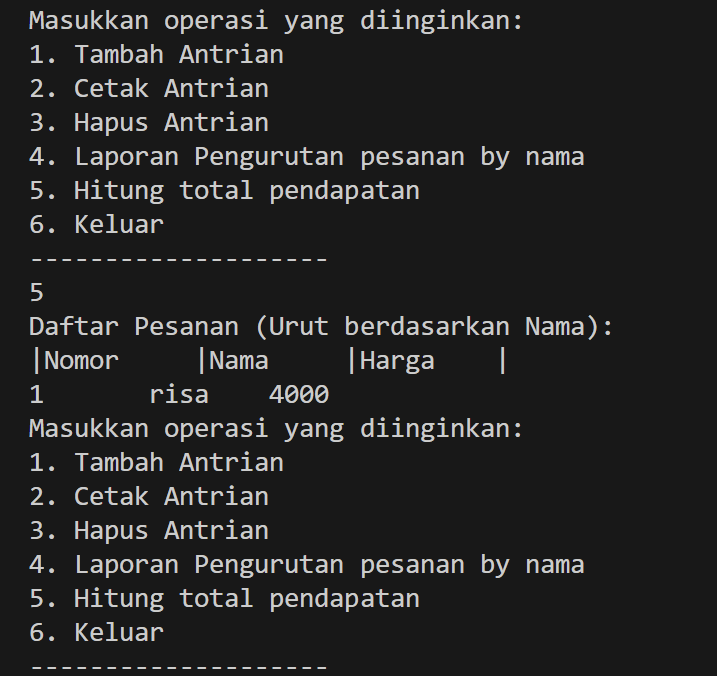 Masukkan operasi yang diinginkan:
1. Tambah Antrian
2. Cetak Antrian
3. Hapus Antrian
4. Laporan Pengurutan pesanan by nama
5. Hitung total pendapatan
6. Keluar
--------------------
5
Daftar Pesanan (Urut berdasarkan Nama):
|Nomor     |Nama     |Harga    |
1       risa    4000
Masukkan operasi yang diinginkan:
1. Tambah Antrian
2. Cetak Antrian
3. Hapus Antrian
4. Laporan Pengurutan pesanan by nama
5. Hitung total pendapatan
6. Keluar
--------------------